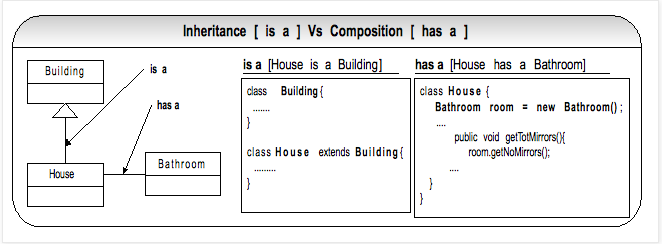 Inheritance [ is a ] Vs Composition [ has a ]
Building
is a
has a
House
Bathroom
is a [House is a Building]
class Building {
.......
}
class House extends Building {
.........
}
has a [House has a Bathroom]
class House {
Bathroom room = new Bathroom() ;
....
public void getTotMirrors(){
room.getNoMirrors();
....
}
}